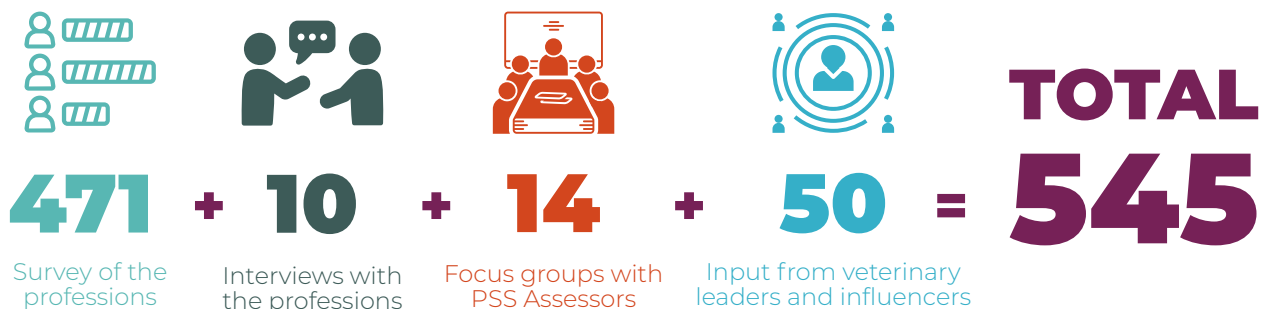 TOTAL
471 + 10 + 14 + 50 = 545
Survey of the
professions
Interviews with
the professions
Focus groups with
PSS Assessors
Input from veterinary
leaders and influencers